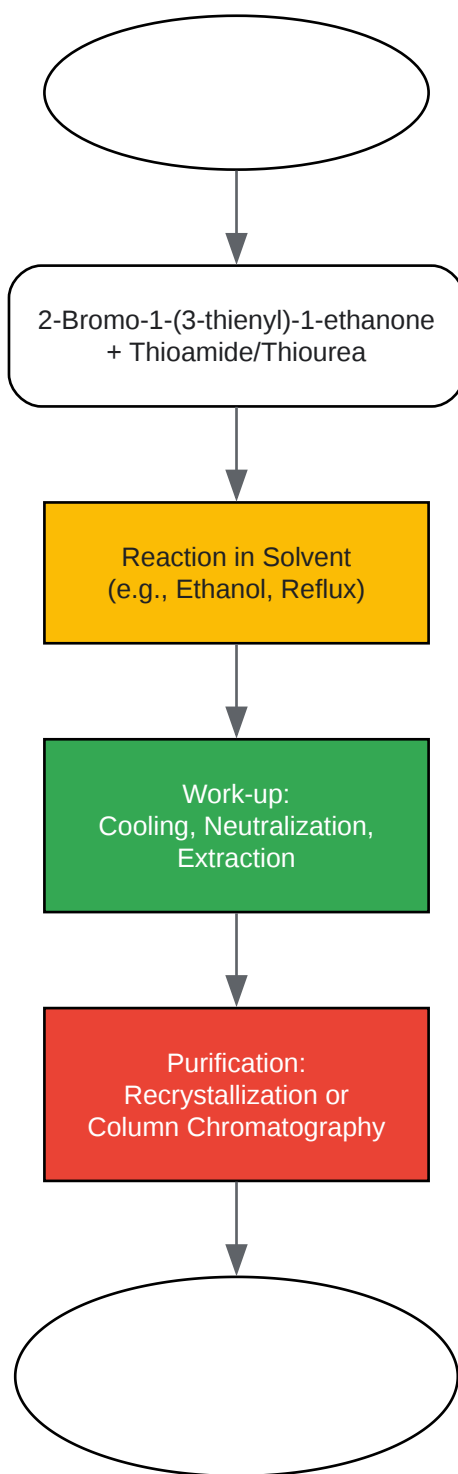 2-Bromo-1-(3-thienyl)-1-ethanone
+ Thioamide/Thiourea
Reaction in Solvent
(e.g., Ethanol, Reflux)
Work-up:
Cooling, Neutralization,
Extraction
Purification:
Recrystallization or
Column Chromatography